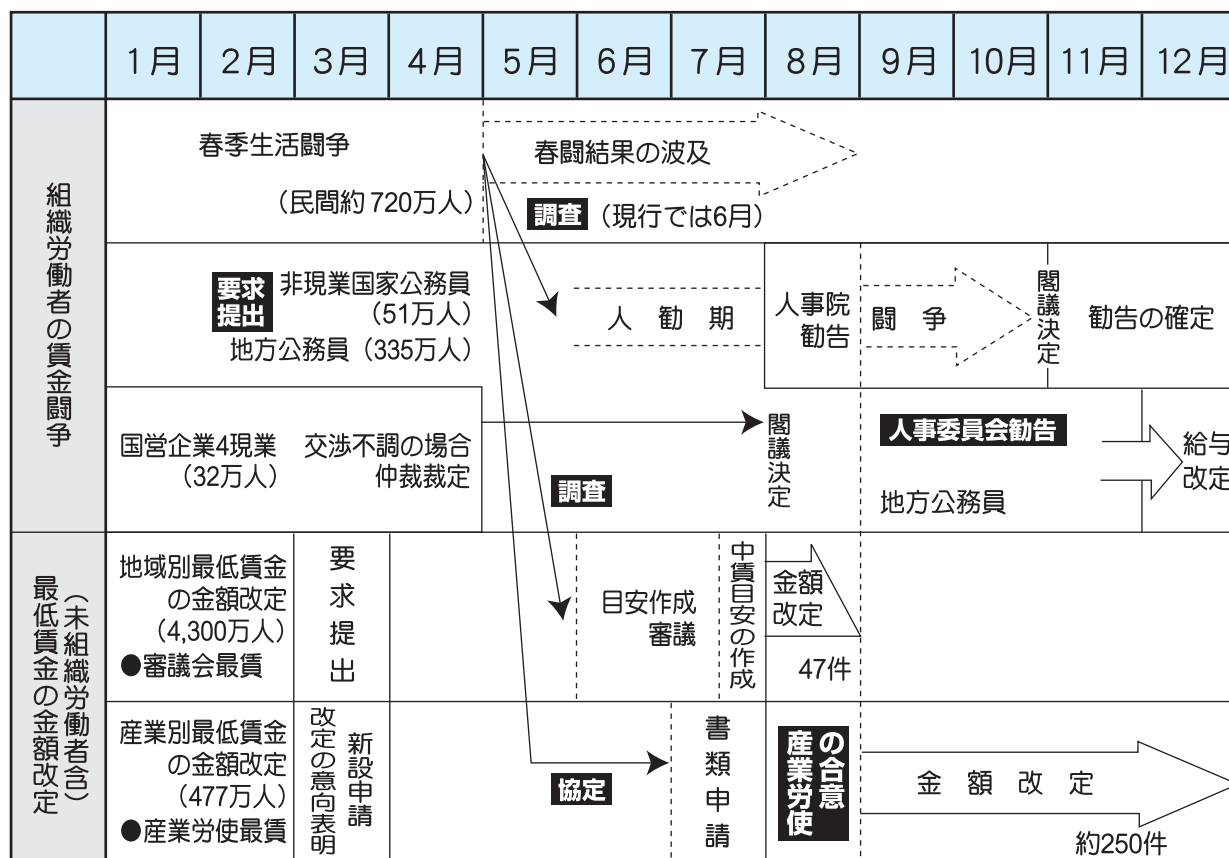 1月 2月 3月 4月 5月 6月 7月 8月 9月 10月 11月 12月
組織労働者の賃金闘争
春季生活闘争
（民間約720万人）
春闘結果の波及
調査（現行では6月）
要求
提出
非現業国家公務員
（51万人）
地方公務員（335万人）
人勧期
人事院
勧告
闘争
閣議決定
勧告の確定
国営企業4現業
（32万人）
交渉不調の場合
仲裁裁定
調査
閣議決定
人事委員会勧告
地方公務員
給与
改定
最低賃金の金額改定
（未組織労働者含）
地域別最低賃金
の金額改定
（4,300万人）
●審議会最賃
要求提出
目安作成
審議
中賃目安の作成
金額
改定
47件
産業別最低賃金
の金額改定
（477万人）
●産業労使最賃
新設申請
改定の意向表明
協定
書類申請
産業労使
の合意
金額改定
約250件